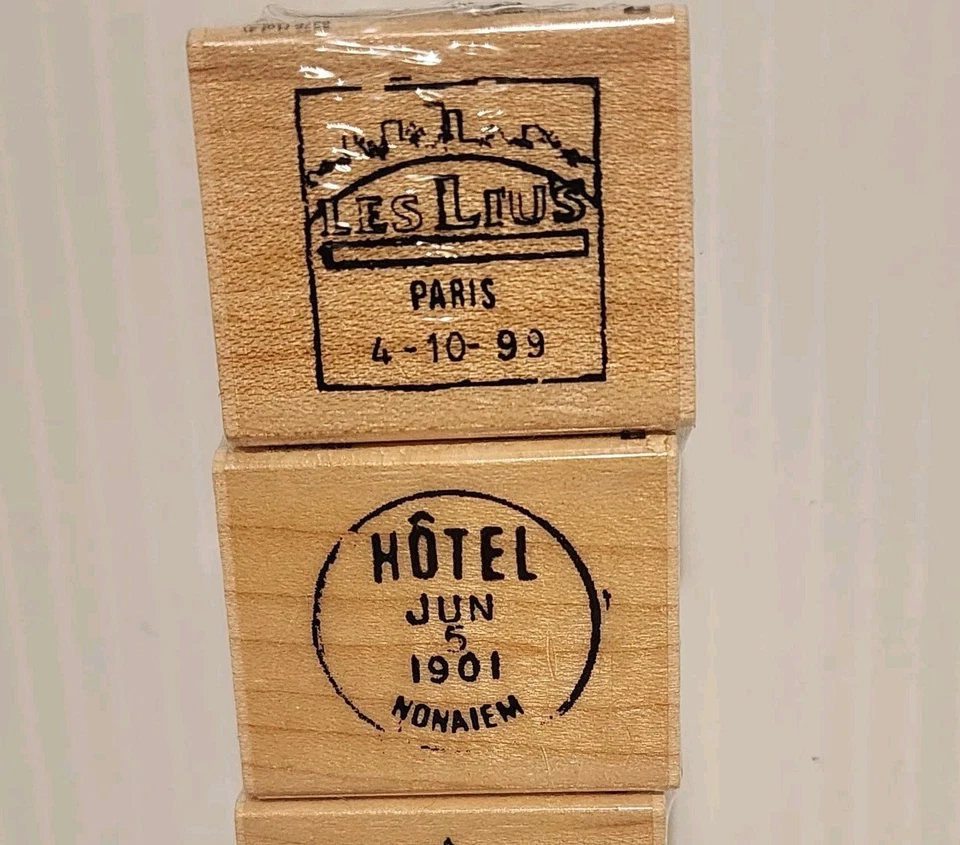 LES LIUS
PARIS
4-10-99
HÔTEL
JUN
5
1901
NONAIEM